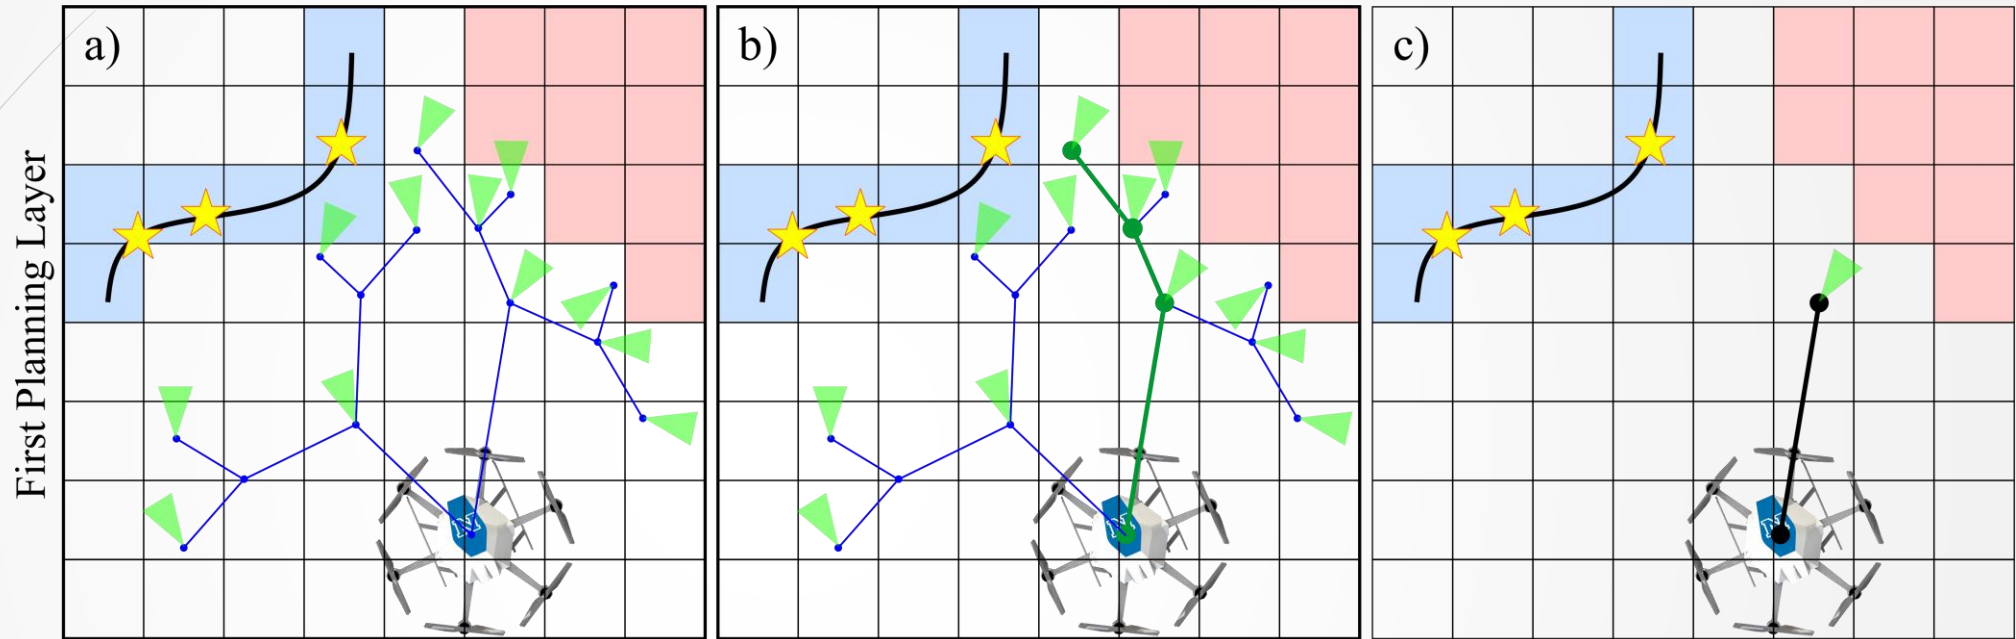 First Planning Layer
a)
b)
c)
N
N